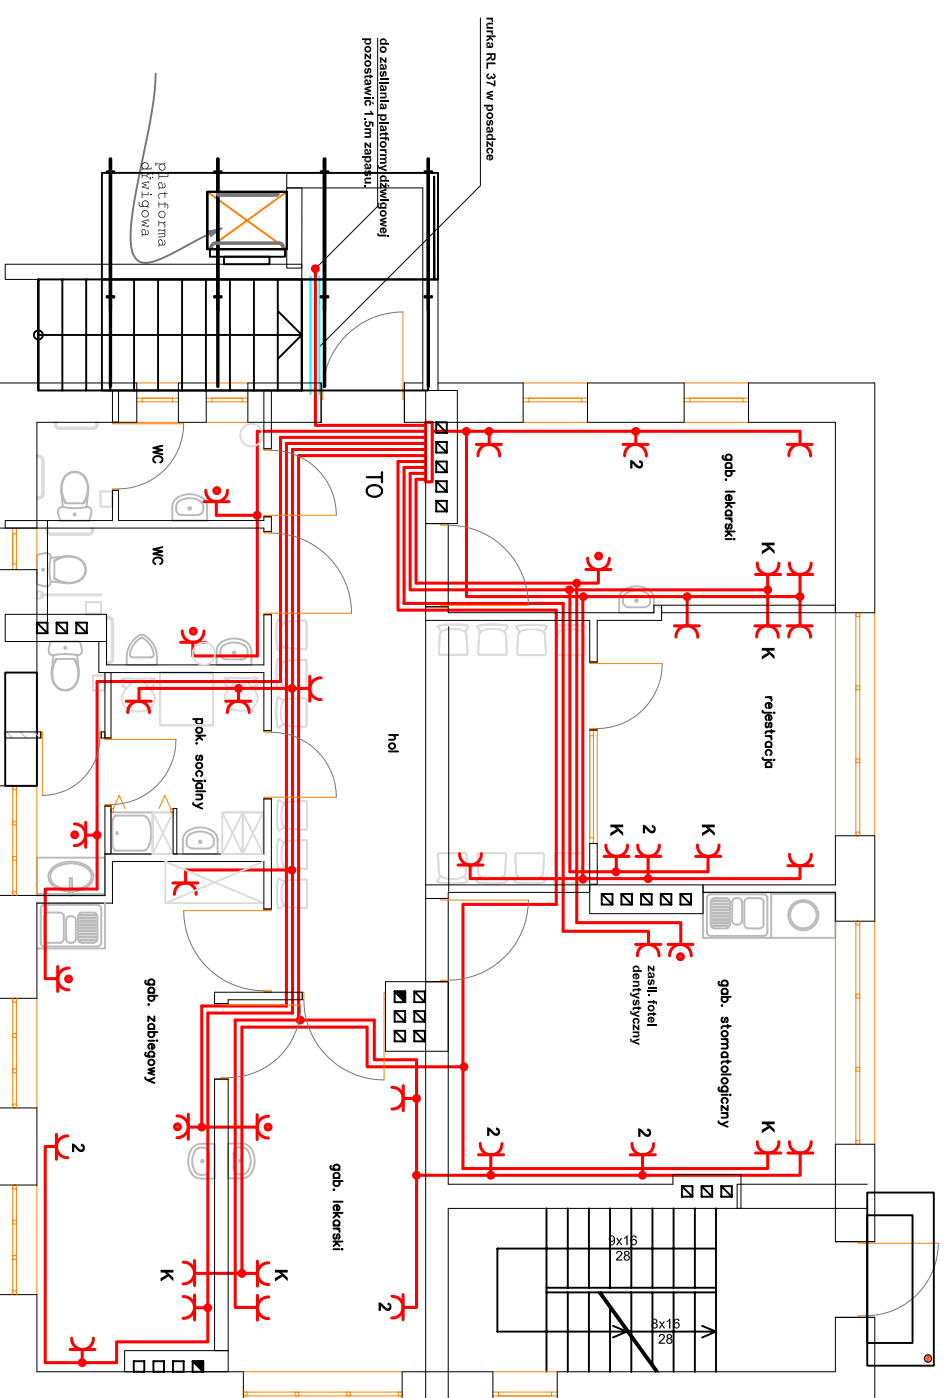 rurka RL 37 w posadzce
do zasilania platformy dźwigowej
pozostawić 1.5m zapasu.
platforma
dźwigowa
WC
WC
TO
gab. lekarski
2
K
K
rejestracja
pok. socjalny
hol
K
2
K
zasil. fotel
dentystyczny
gab. stomatologiczny
gab. zabiegowy
2
2
K
2
gab. lekarski
K
K
2
9x16
28
8x16
28